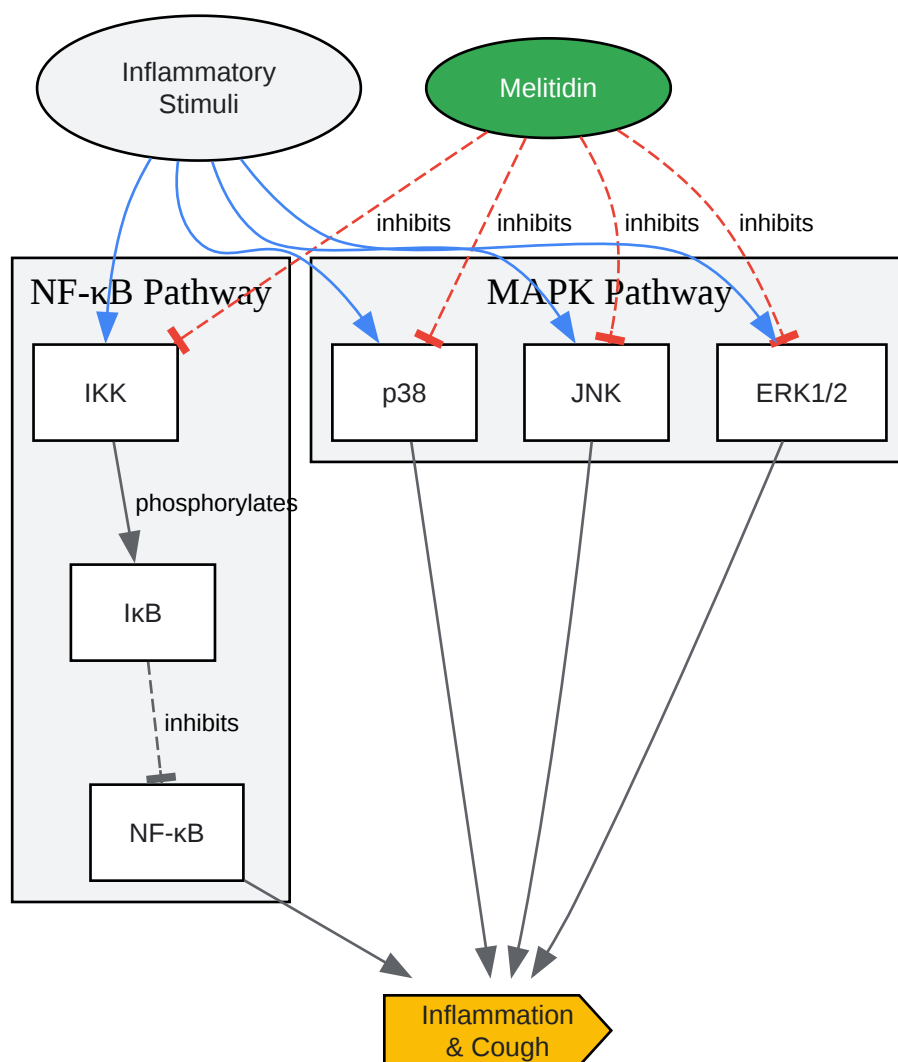 Inflammatory
Stimuli
Melitidin
inhibits
inhibits
inhibits
inhibits
NF-κB Pathway
MAPK Pathway
IKK
p38
JNK
ERK1/2
phosphorylates
IκB
inhibits
NF-κB
Inflammation
& Cough